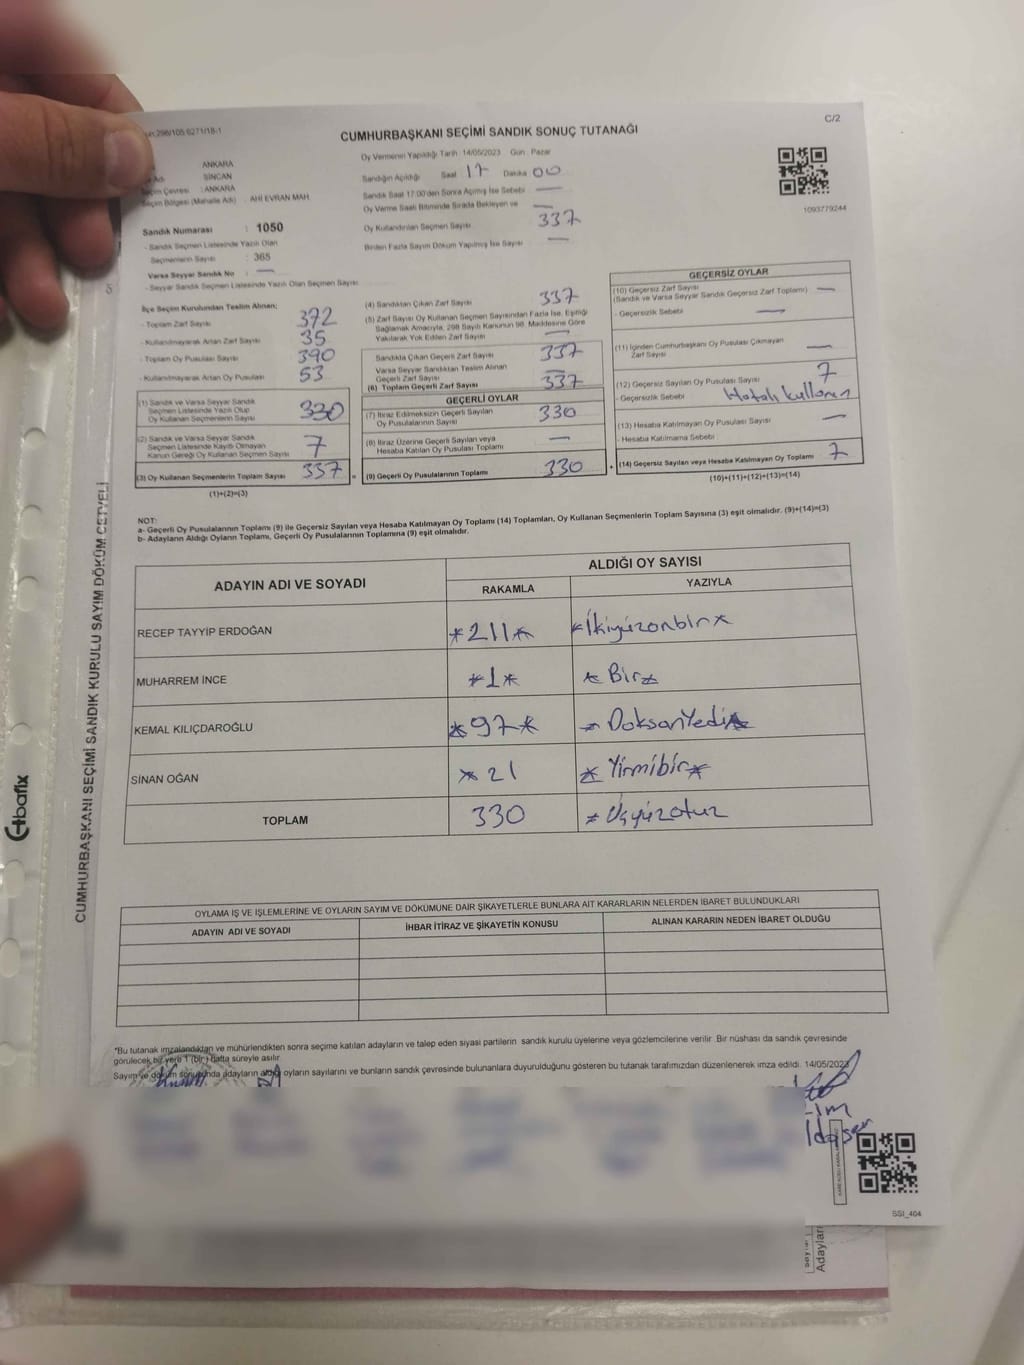 298/105.6271/18-1
C/2
CUMHURBAŞKANI SEÇİMİ SANDIK SONUÇ TUTANAĞI
ANKARA
Adı SİNCAN
Seçim Çevresi : ANKARA
Seçim Bölgesi (Mahalle Adı) : AHİ EVRAN MAH
Sandık Numarası : 1050
- Sandık Seçmen Listesinde Yazılı Olan
Seçmenlerin Sayısı : 365
Varsa Seyyar Sandık No : —
- Seyyar Sandık Seçmen Listesinde Yazılı Olan Seçmen Sayısı
Oy Vermenin Yapıldığı Tarih 14/05/2023 Gün : Pazar
Sandığın Açıldığı Saat 17 Dakika 00
Sandık Saat 17:00'den Sonra Açılmış İse Sebebi —
Oy Verme Saati Bitiminde Sırada Bekleyen ve —
Oy Kullandırılan Seçmen Sayısı 337
Birden Fazla Sayım Döküm Yapılmış İse Sayısı —
1093779244
İlçe Seçim Kurulundan Teslim Alınan;
- Toplam Zarf Sayısı 372
- Kullanılmayarak Artan Zarf Sayısı 35
- Toplam Oy Pusulası Sayısı 390
- Kullanılmayarak Artan Oy Pusulası 53
(1) Sandık ve Varsa Seyyar Sandık
Seçmen Listesinde Yazılı Olup
Oy Kullanan Seçmenlerin Sayısı 330
(2) Sandık ve Varsa Seyyar Sandık
Seçmen Listesinde Kayıtlı Olmayan
Kanun Gereği Oy Kullanan Seçmen Sayısı 7
(3) Oy Kullanan Seçmenlerin Toplam Sayısı 337 =
(1)+(2)=(3)
(4) Sandıktan Çıkan Zarf Sayısı 337
(5) Zarf Sayısı Oy Kullanan Seçmen Sayısından Fazla İse, Eşitliği
Sağlamak Amacıyla, 298 Sayılı Kanunun 98. Maddesine Göre
Yakılarak Yok Edilen Zarf Sayısı —
Sandıkta Çıkan Geçerli Zarf Sayısı 337
Varsa Seyyar Sandıktan Teslim Alınan
Geçerli Zarf Sayısı —
(6) Toplam Geçerli Zarf Sayısı 337
GEÇERLİ OYLAR
(7) İtiraz Edilmeksizin Geçerli Sayılan
Oy Pusulasının Sayısı 330
(8) İtiraz Üzerine Geçerli Sayılan veya
Hesaba Katılan Oy Pusulasının Toplamı —
(9) Geçerli Oy Pusulalarının Toplamı 330 +
GEÇERSİZ OYLAR
(10) Geçersiz Zarf Sayısı —
(Sandık ve Varsa Seyyar Sandık Geçersiz Zarf Toplamı)
- Geçersizlik Sebebi —
(11) İçinden Cumhurbaşkanı Oy Pusulası Çıkmayan
Zarf Sayısı —
(12) Geçersiz Sayılan Oy Pusulası Sayısı 7
- Geçersizlik Sebebi Hatalı kullanım
(13) Hesaba Katılmayan Oy Pusulası Sayısı —
- Hesaba Katılmama Sebebi
(14) Geçersiz Sayılan veya Hesaba Katılmayan Oy Toplamı 7
(10)+(11)+(12)+(13)=(14)
NOT:
a- Geçerli Oy Pusulalarının Toplamı (9) ile Geçersiz Sayılan veya Hesaba Katılmayan Oy Toplamı (14) Toplamları, Oy Kullanan Seçmenlerin Toplam Sayısına (3) eşit olmalıdır. (9)+(14)=(3)
b- Adayların Aldığı Oyların Toplamı, Geçerli Oy Pusulalarının Toplamına (9) eşit olmalıdır.
ADAYIN ADI VE SOYADI
ALDIĞI OY SAYISI
RAKAMLA YAZIYLA
RECEP TAYYİP ERDOĞAN *211* *İkiyüzonbir*
MUHARREM İNCE *1* *Bir*
KEMAL KILIÇDAROĞLU *97* *DoksanYedi*
SİNAN OĞAN *21 *Yirmibir*
TOPLAM 330 *Üçyüzotuz
OYLAMA İŞ VE İŞLEMLERİNE VE OYLARIN SAYIM VE DÖKÜMÜNE DAİR ŞİKAYETLERLE BUNLARA AİT KARARLARIN NELERDEN İBARET BULUNDUKLARI
ADAYIN ADI VE SOYADI İHBAR İTİRAZ VE ŞİKAYETİN KONUSU ALINAN KARARIN NEDEN İBARET OLDUĞU
*Bu tutanak imzalandıktan ve mühürlendikten sonra seçime katılan adayların ve talep eden siyasi partilerin sandık kurulu üyelerine veya gözlemcilerine verilir. Bir nüshası da sandık çevresinde
görülecek bir yere 1 (bir) hafta süreyle asılır.
Sayım ve döküm sonucunda adayların aldığı oyların sayılarını ve bunların sandık çevresinde bulunanlara duyurulduğunu gösteren bu tutanak tarafımızdan düzenlenerek imza edildi. 14/05/2023
SSI_404
Adaylar
CUMHURBAŞKANI SEÇİMİ SANDIK KURULU SAYIM DÖKÜM CETVELİ
bafix